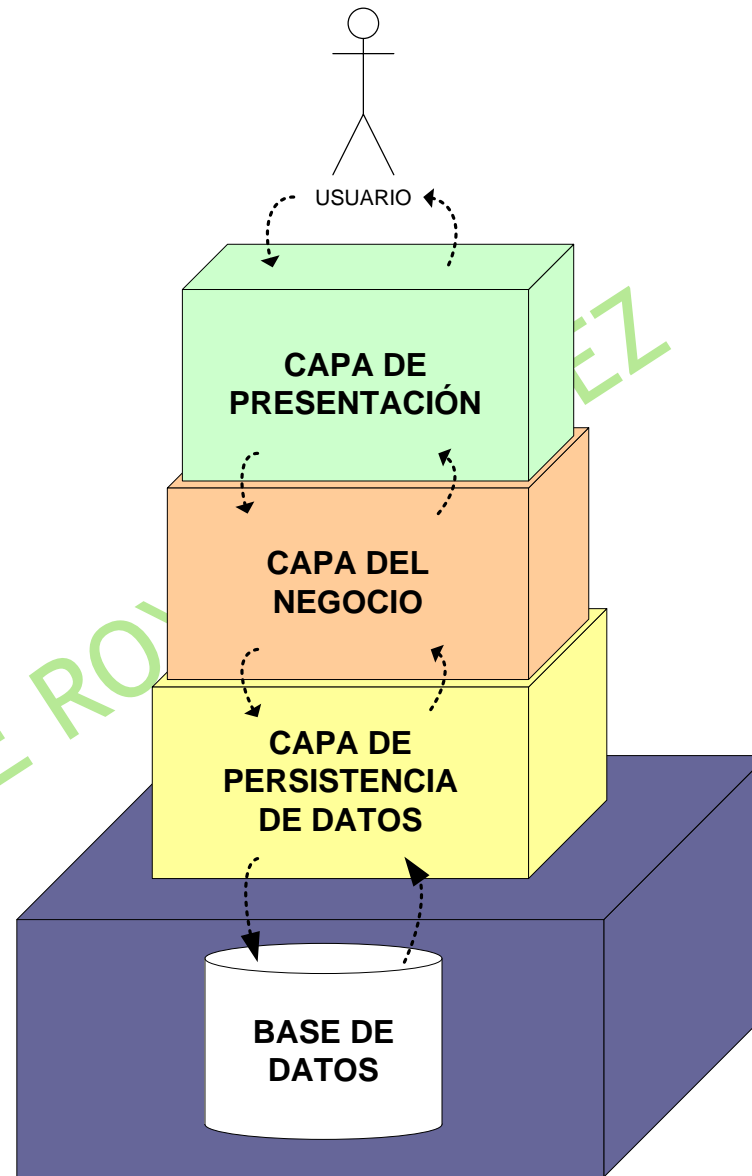 USUARIO
CAPA DE
PRESENTACIÓN
CAPA DEL
NEGOCIO
CAPA DE
PERSISTENCIA
DE DATOS
BASE DE
DATOS